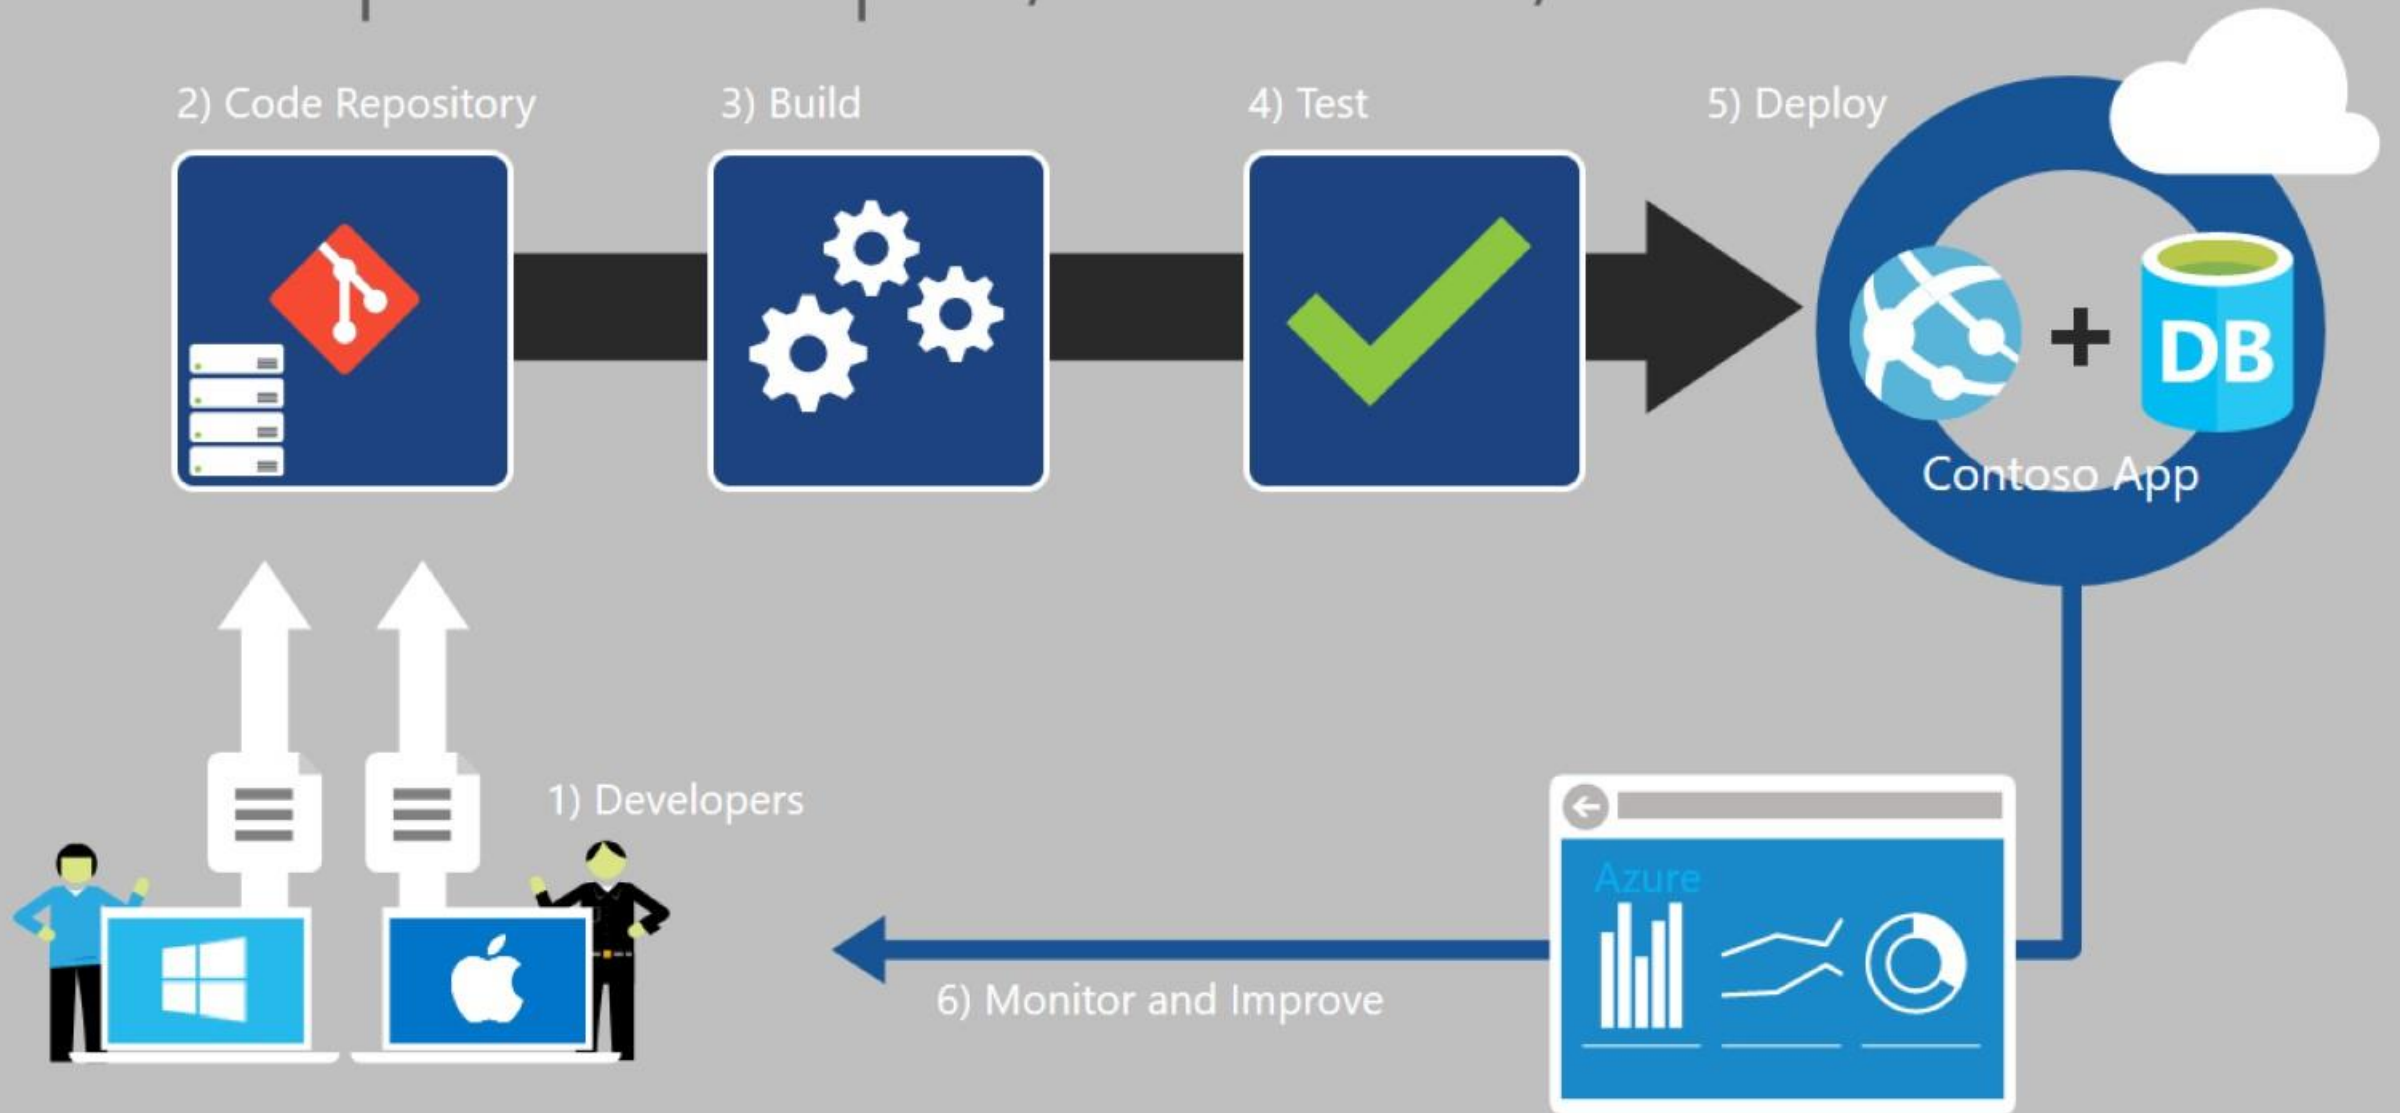 2) Code Repository
3) Build
4) Test
5) Deploy
DB
Contoso App
1) Developers
Azure
6) Monitor and Improve